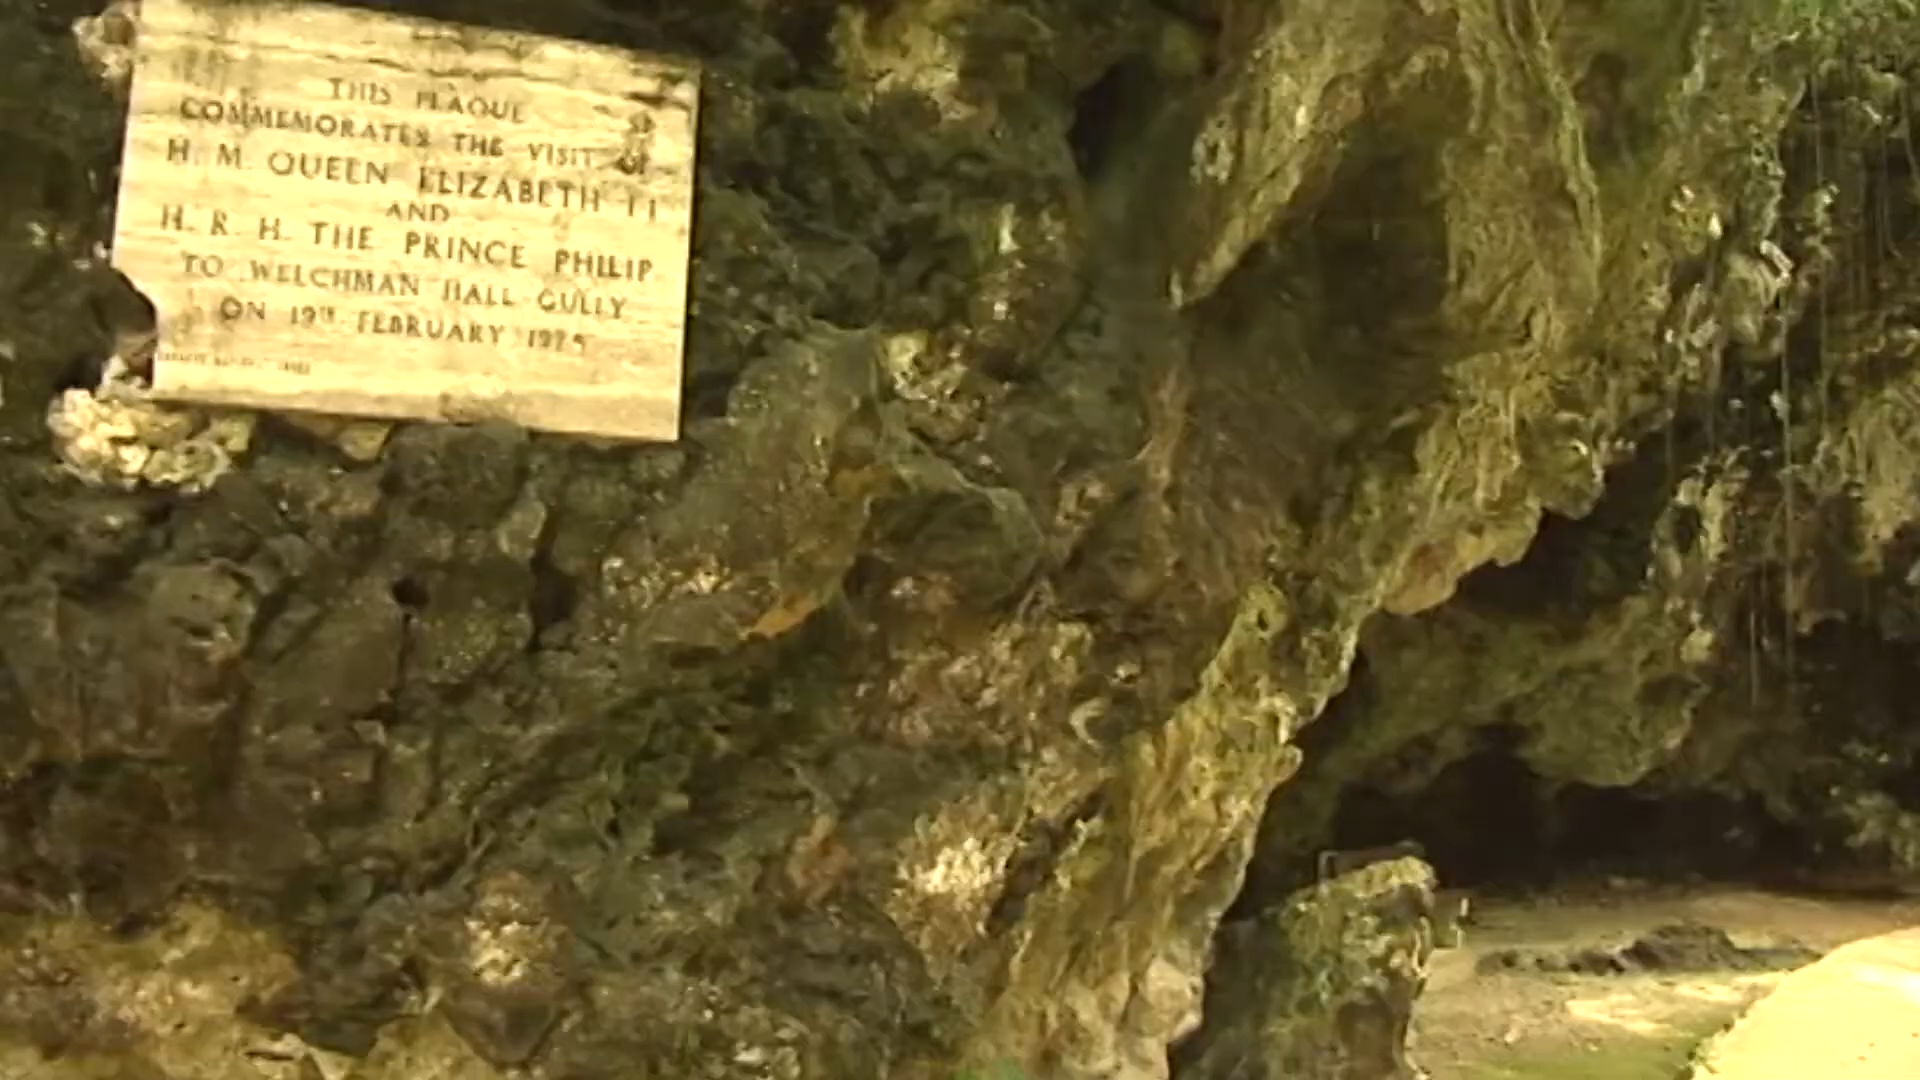 THIS PLAQUE
COMMEMORATES THE VISIT OF
H. M. QUEEN ELIZABETH II
AND
H. R. H. THE PRINCE PHILIP
TO WELCHMAN HALL GULLY
ON 19TH FEBRUARY 1975